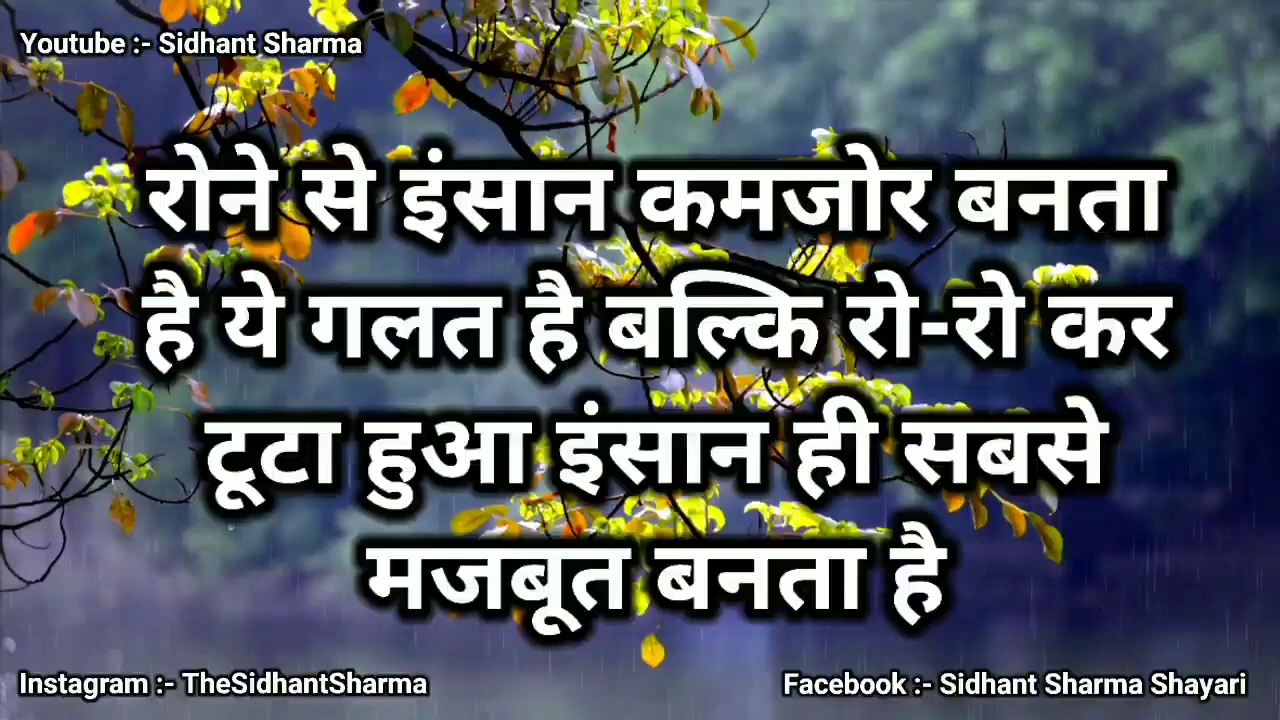 Youtube :- Sidhant Sharma
रोने से इंसान कमजोर बनता
है ये गलत है बल्कि रो-रो कर
टूटा हुआ इंसान ही सबसे
मजबूत बनता है
Instagram :- TheSidhantSharma
Facebook :- Sidhant Sharma Shayari